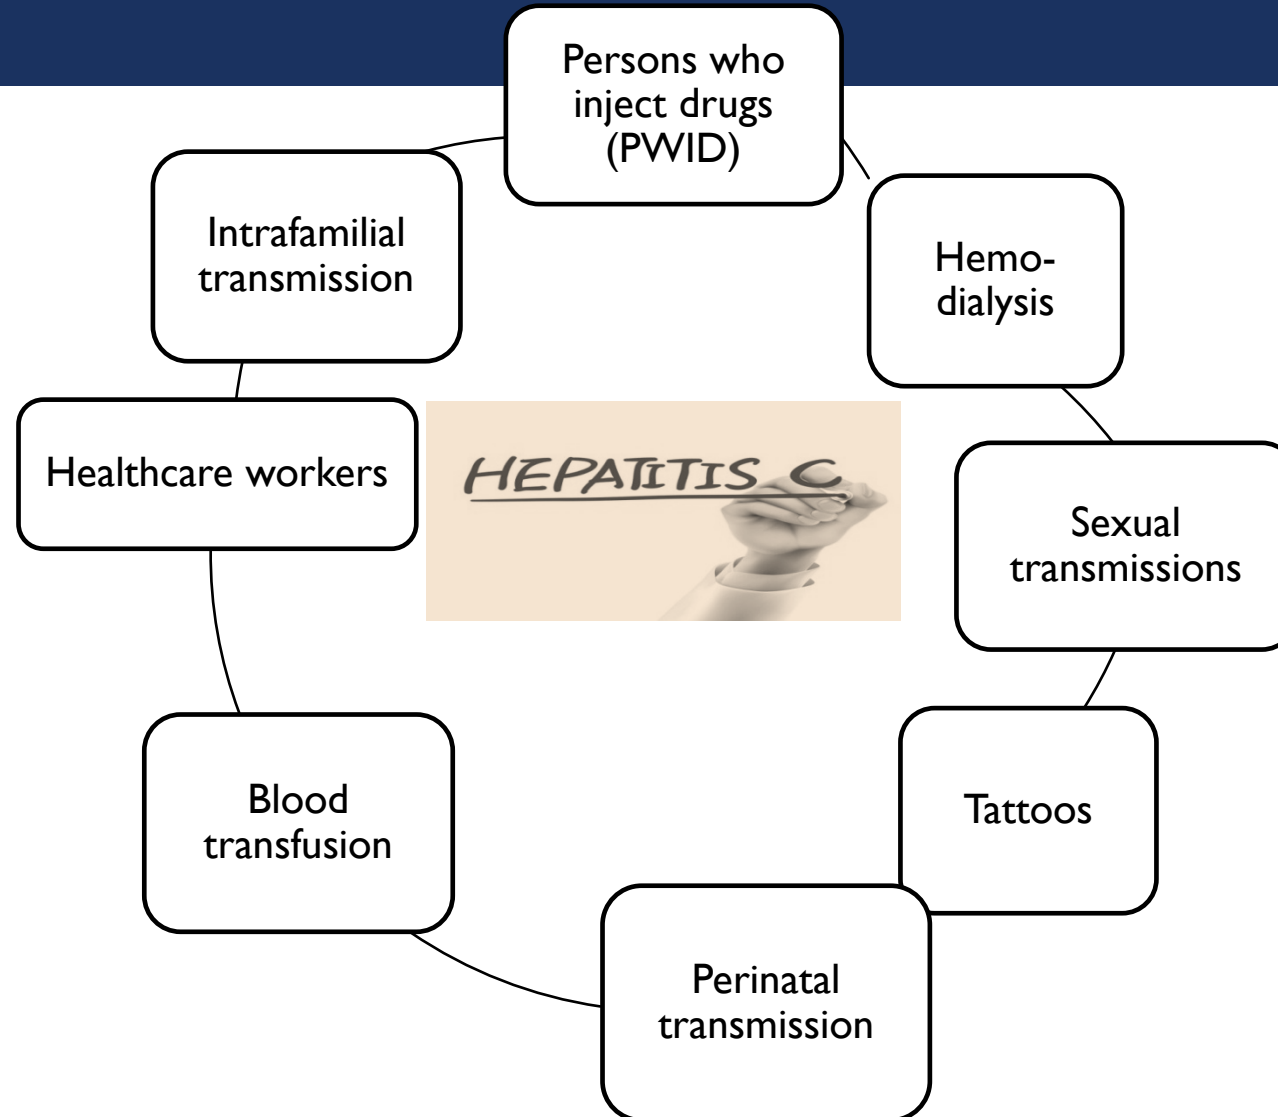 Persons who
inject drugs
(PWID)
Intrafamilial
transmission
Hemo-
dialysis
Healthcare workers
HEPATITIS C
Sexual
transmissions
Blood
transfusion
Tattoos
Perinatal
transmission